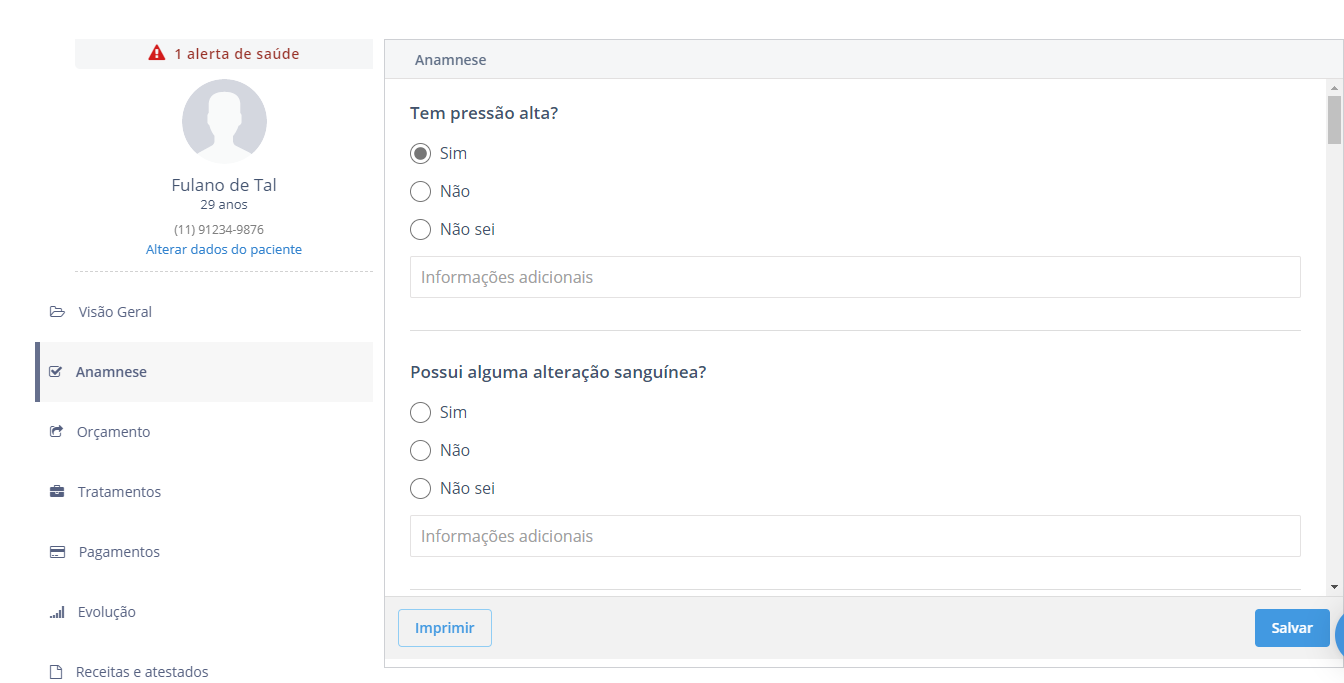 1 alerta de saúde
Fulano de Tal
29 anos
(11) 91234-9876
Alterar dados do paciente
Visão Geral
Anamnese
Orçamento
Tratamentos
Pagamentos
Evolução
Receitas e atestados
Anamnese
Tem pressão alta?
Sim
Não
Não sei
Informações adicionais
Possui alguma alteração sanguínea?
Sim
Não
Não sei
Informações adicionais
Imprimir
Salvar